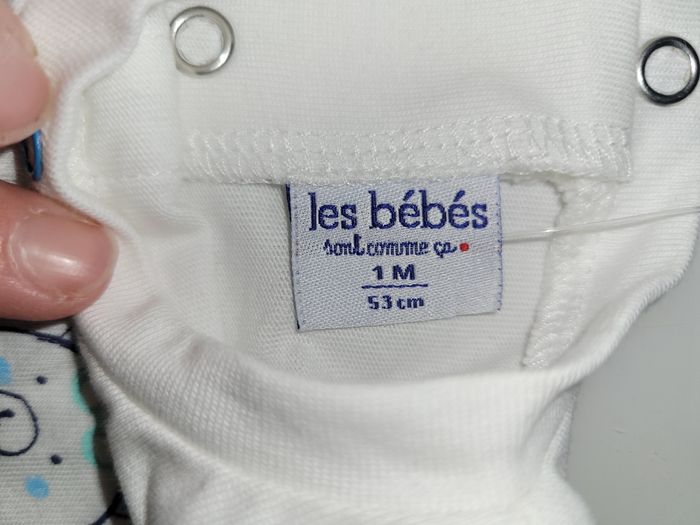 les bébés
sont comme ça.
1 M
53 cm